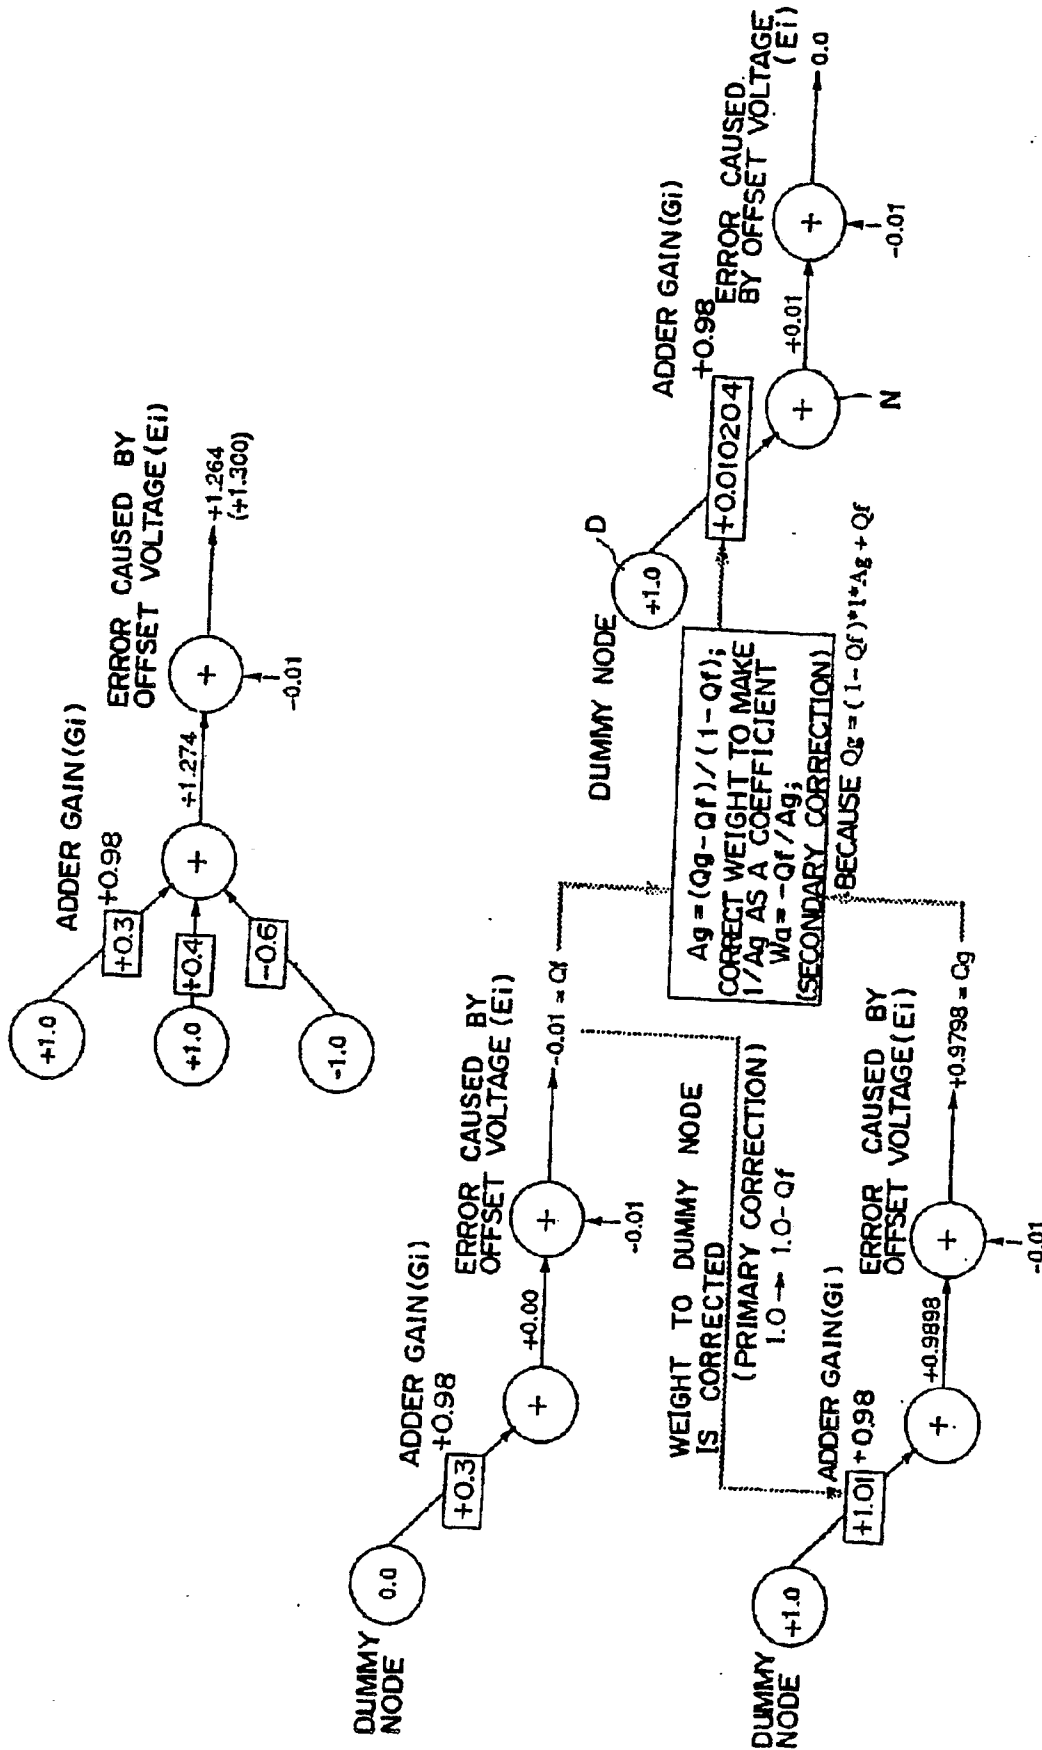 ADDER GAIN(Gi)
+0.98
ERROR CAUSED BY
OFFSET VOLTAGE(Ei)
+1.0
+0.3
+1.0
+0.4
-1.0
-0.6
+
+1.274
+
-0.01
+1.264
(+1.300)
DUMMY
NODE
0.0
+0.3
ADDER GAIN(Gi)
+0.98
+
+0.00
ERROR CAUSED BY
OFFSET VOLTAGE(Ei)
+
-0.01
-0.01 = Qf
WEIGHT TO DUMMY NODE
IS CORRECTED
(PRIMARY CORRECTION)
1.0 → 1.0-Qf
DUMMY
NODE
+1.0
+1.01
ADDER GAIN(Gi)
+0.98
+
+0.9898
ERROR CAUSED BY
OFFSET VOLTAGE(Ei)
+
-0.01
+0.9798 = Qg
Ag=(Qg-Qf)/(1-Qf);
CORRECT WEIGHT TO MAKE
1/Ag AS A COEFFICIENT
Wa=-Qf/Ag;
(SECONDARY CORRECTION)
BECAUSE Qg=(1-Qf)*1*Ag+Qf
DUMMY NODE
D
+1.0
+0.010204
ADDER GAIN(Gi)
+0.98
+
N
+0.01
ERROR CAUSED
BY OFFSET VOLTAGE
(Ei)
+
-0.01
0.0